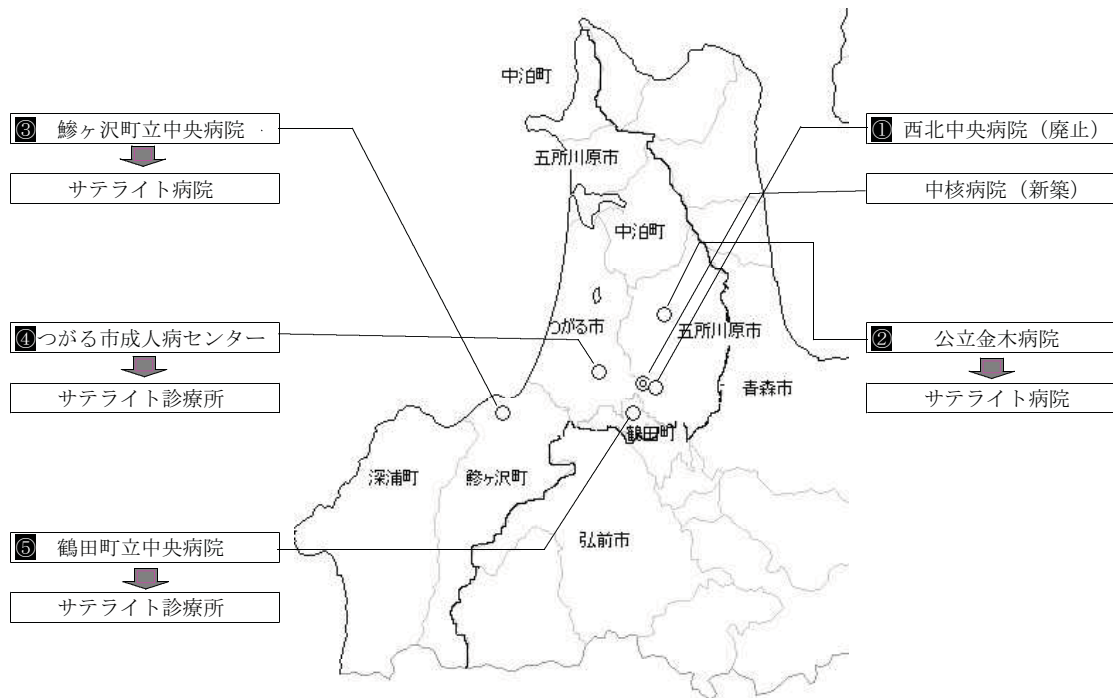 中泊町
③ 鰺ヶ沢町立中央病院
サテライト病院
① 西北中央病院（廃止）
中核病院（新築）
五所川原市
中泊町
つがる市
五所川原市
④つがる市成人病センター
サテライト診療所
② 公立金木病院
サテライト病院
青森市
鶴田町
深浦町
鰺ヶ沢町
弘前市
⑤ 鶴田町立中央病院
サテライト診療所